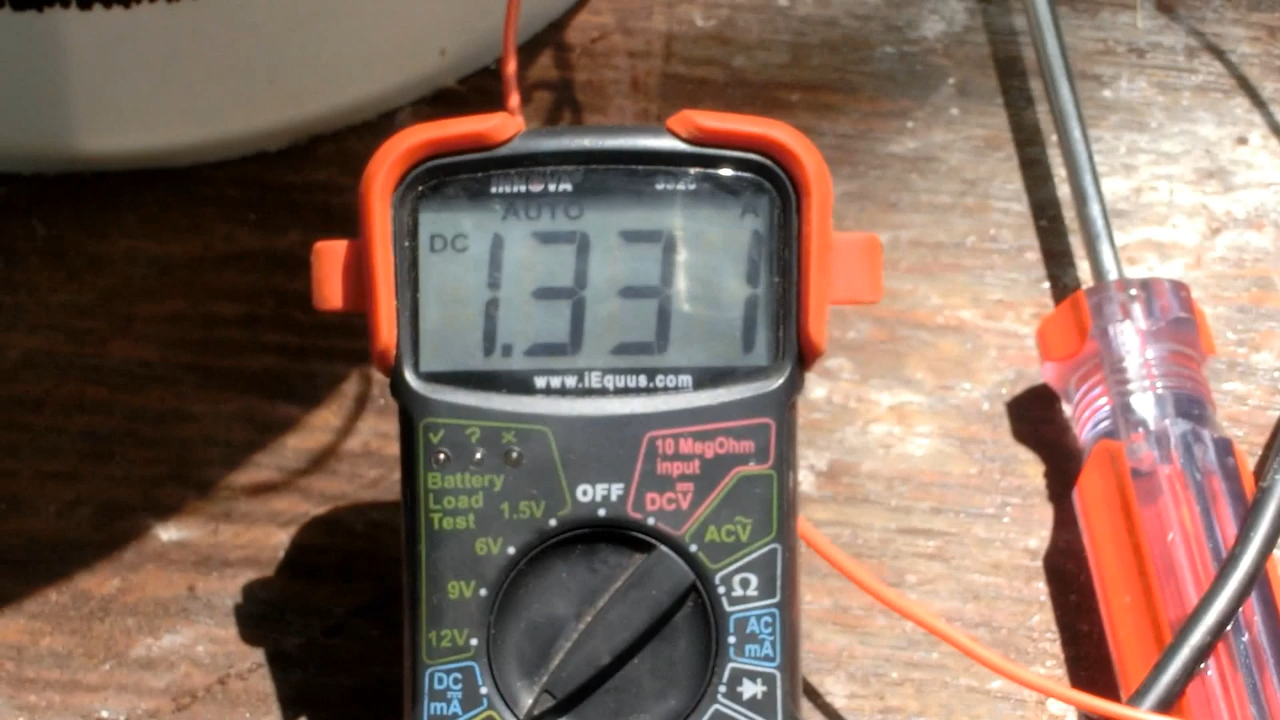 INNOVA 3320
AUTO A
DC 1.331
www.iEquus.com
✓ ? ×
Battery
Load
Test
1.5V
6V
9V
12V
DC
mA
OFF
10 MegOhm
input
DCV
ACV
Ω
AC
mA